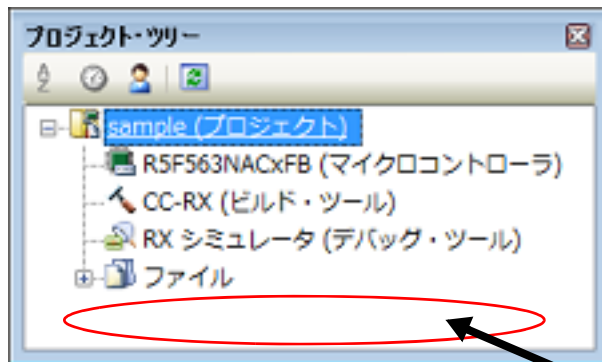 プロジェクト・ツリー
sample (プロジェクト)
R5F563NACxFB (マイクロコントローラ)
CC-RX (ビルド・ツール)
RX シミュレータ (デバッグ・ツール)
ファイル